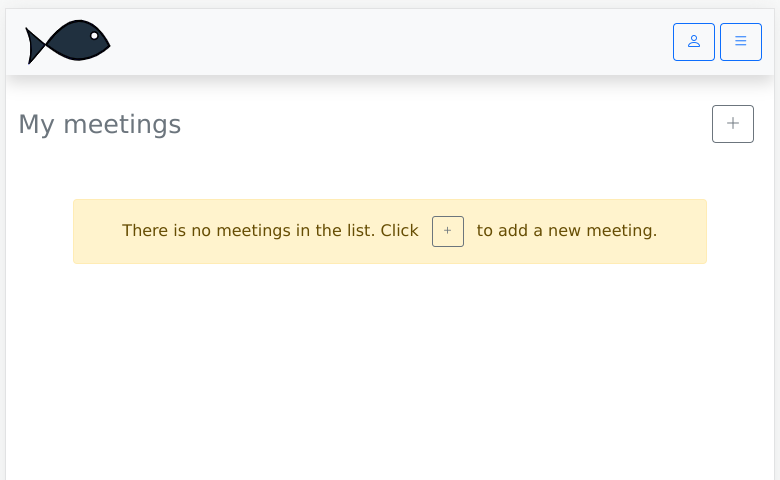 My meetings
There is no meetings in the list. Click + to add a new meeting.